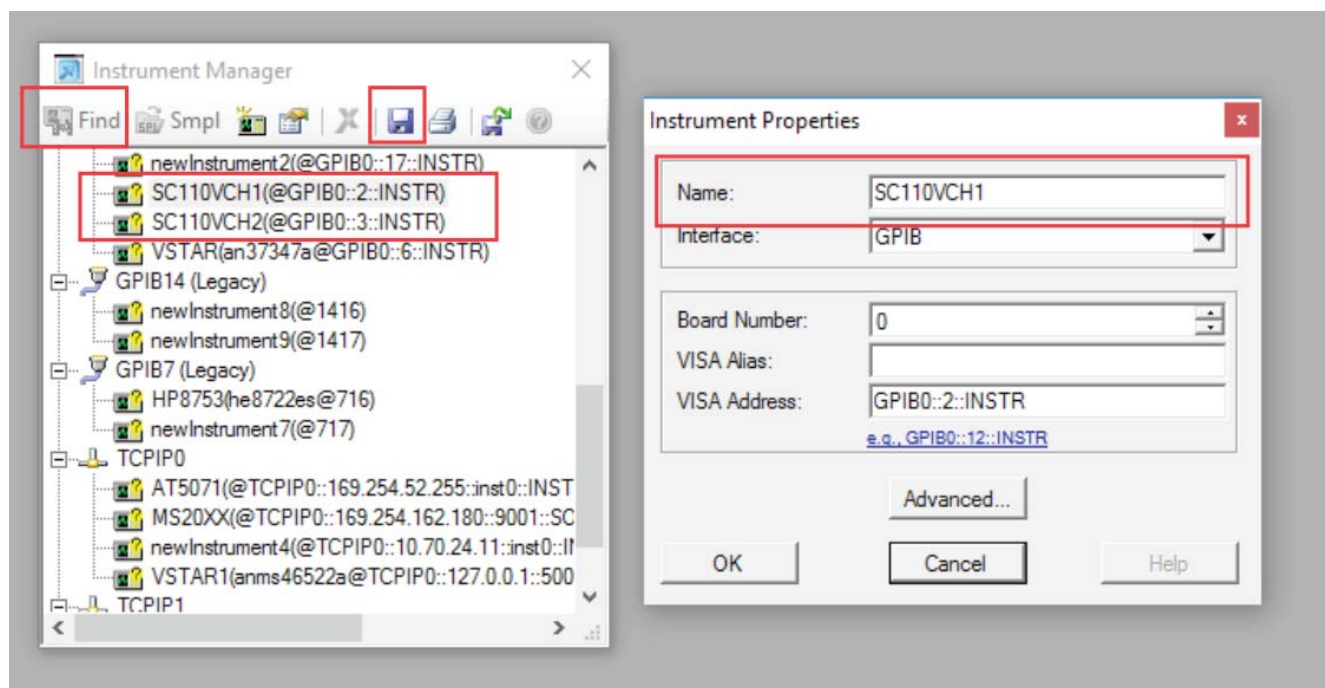 Instrument Manager
Find Smpl
newInstrument2(@GPIB0::17::INSTR)
SC110VCH1(@GPIB0::2::INSTR)
SC110VCH2(@GPIB0::3::INSTR)
VSTAR(an37347a@GPIB0::6::INSTR)
GPIB14 (Legacy)
newInstrument8(@1416)
newInstrument9(@1417)
GPIB7 (Legacy)
HP8753(he8722es@716)
newInstrument7(@717)
TCPIP0
AT5071(@TCPIP0::169.254.52.255::inst0::INST
MS20XX(@TCPIP0::169.254.162.180::9001::SO
newInstrument4(@TCPIP0::10.70.24.11::inst0::IN
VSTAR1(anms46522a@TCPIP0::127.0.0.1::500
TCPIP1
Instrument Properties
Name: SC110VCH1
Interface: GPIB
Board Number: 0
VISA Alias:
VISA Address: GPIB0::2::INSTR
e.g., GPIB0::12::INSTR
Advanced...
OK Cancel Help